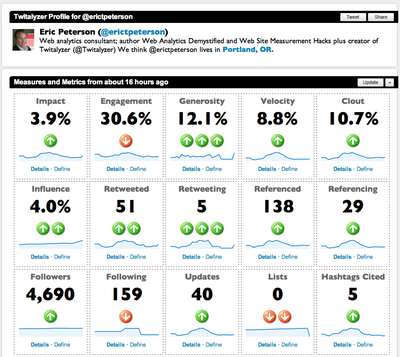 Twitalyzer Profile for @erictpeterson Tweet Share
Eric Peterson (@erictpeterson)
Web analytics consultant; author Web Analytics Demystified and Web Site Measurement Hacks plus creator of
Twitalyzer (@Twitalyzer) We think @erictpeterson lives in Portland, OR.
Measures and Metrics from about 16 hours ago Update
Impact Engagement Generosity Velocity Clout
3.9% 30.6% 12.1% 8.8% 10.7%
Details · Define Details · Define Details · Define Details · Define Details · Define
Influence Retweeted Retweeting Referenced Referencing
4.0% 51 5 138 29
Details · Define Details · Define Details · Define Details · Define Details · Define
Followers Following Updates Lists Hashtags Cited
4,690 159 40 0 5
Details · Define Details · Define Details · Define Details · Define Details · Define